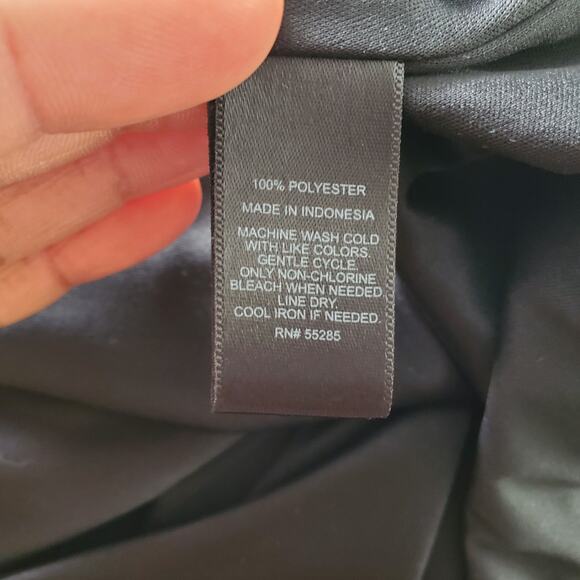 100% POLYESTER
MADE IN INDONESIA
MACHINE WASH COLD
WITH LIKE COLORS.
GENTLE CYCLE.
ONLY NON-CHLORINE
BLEACH WHEN NEEDED.
LINE DRY.
COOL IRON IF NEEDED.
RN# 55285